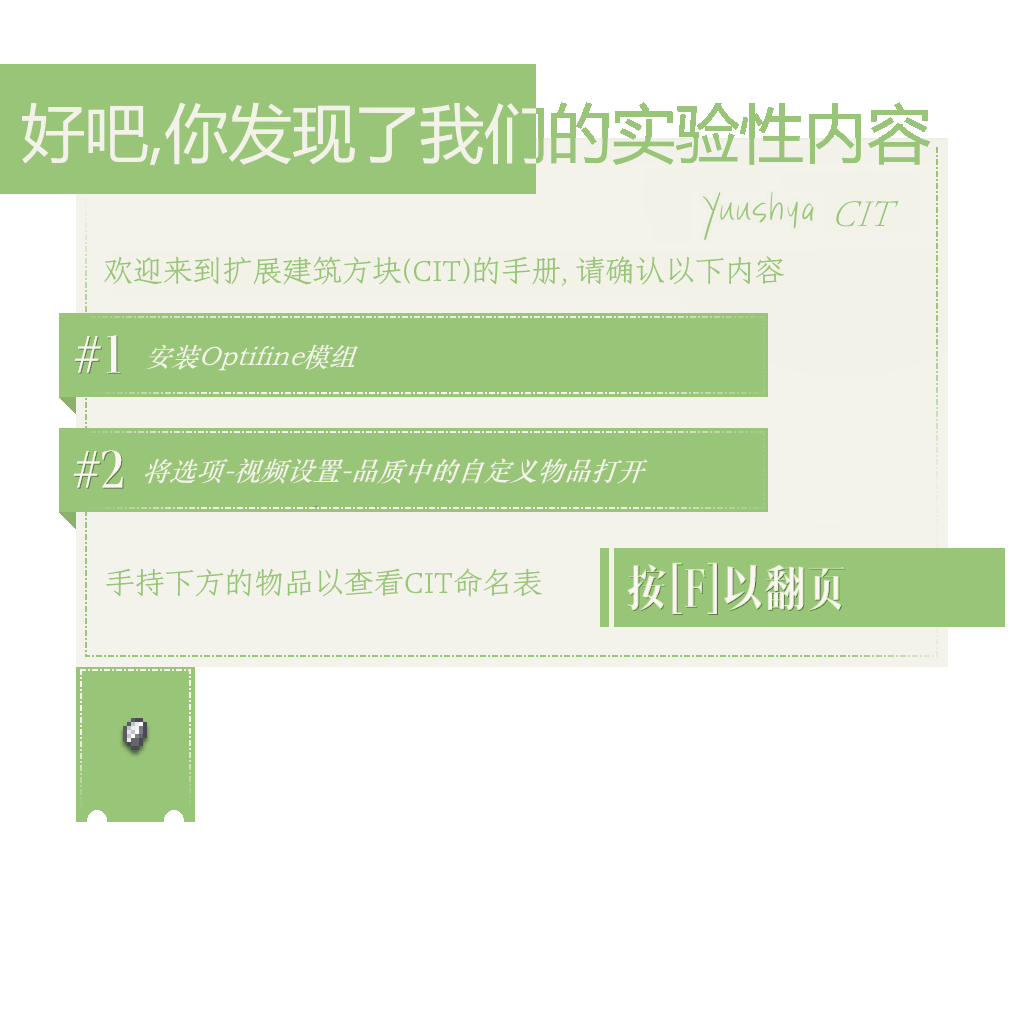 好吧,你发现了我们的实验性内容
Yuushya CIT
欢迎来到扩展建筑方块(CIT)的手册,请确认以下内容
#1 安装Optifine模组
#2 将选项-视频设置-品质中的自定义物品打开
手持下方的物品以查看CIT命名表
按[F]以翻页